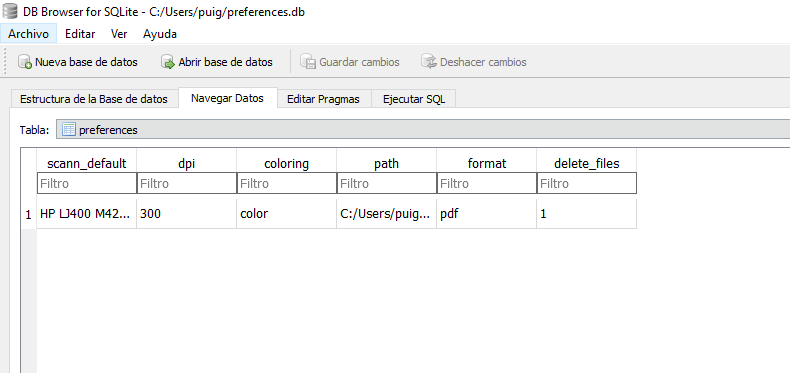 DB Browser for SQLite - C:/Users/puig/preferences.db
Archivo Editar Ver Ayuda
Nueva base de datos Abrir base de datos Guardar cambios Deshacer cambios
Estructura de la Base de datos Navegar Datos Editar Pragmas Ejecutar SQL
Tabla: preferences
scann_default dpi coloring path format delete_files
Filtro Filtro Filtro Filtro Filtro Filtro
1 HP LJ400 M42... 300 color C:/Users/puig... pdf 1